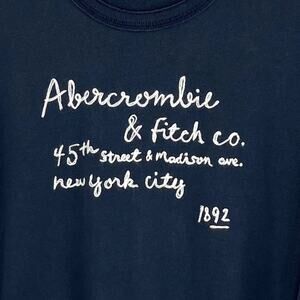 Abercrombie
& Fitch co.
45th street & Madison ave.
new york city
1892